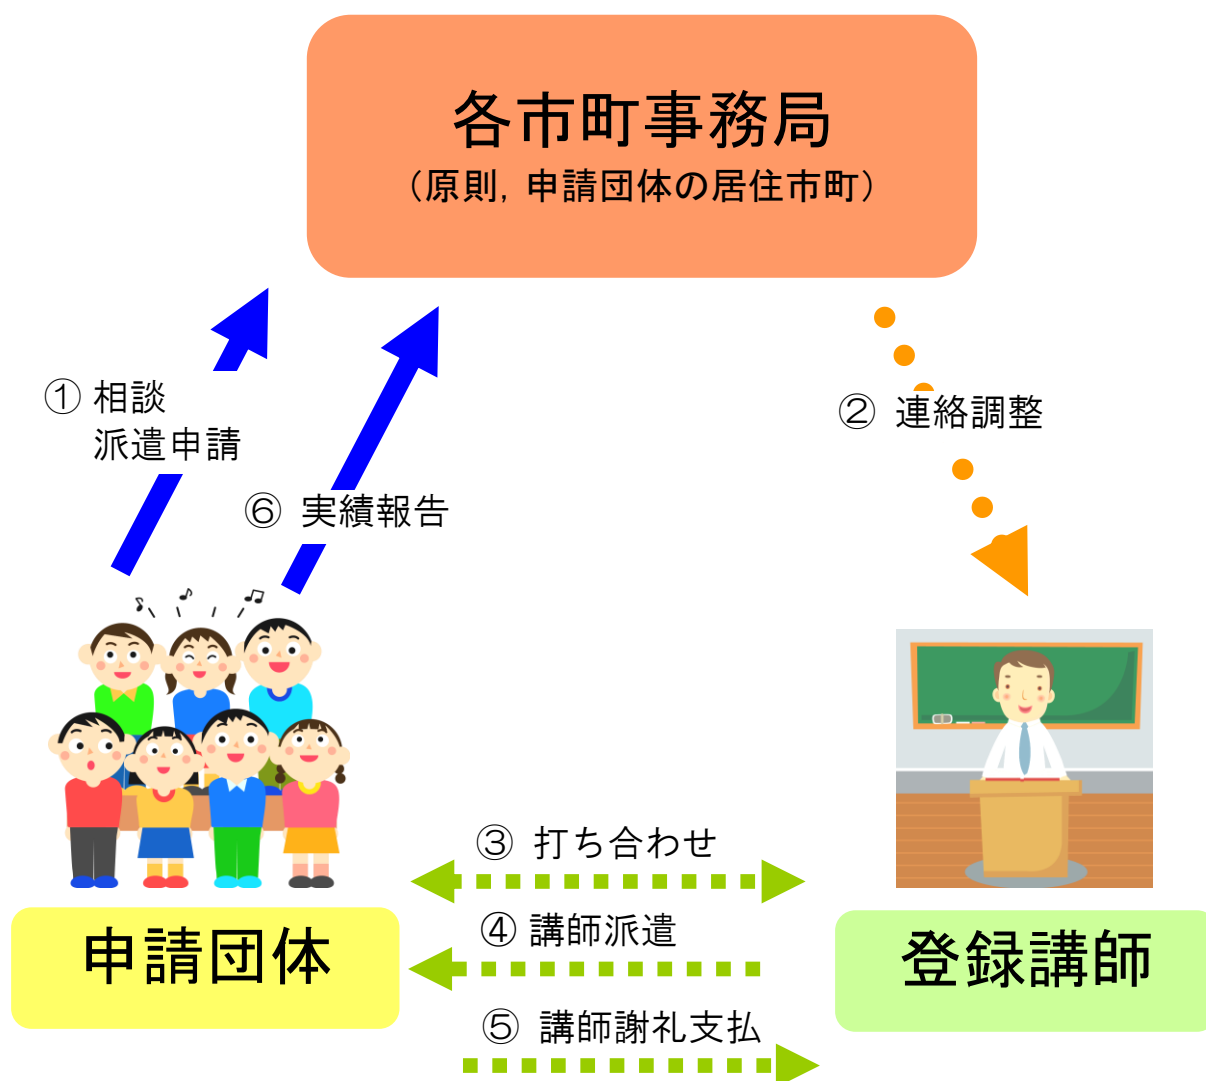 各市町事務局
（原則，申請団体の居住市町）
① 相談
派遣申請
② 連絡調整
⑥ 実績報告
③ 打ち合わせ
④ 講師派遣
⑤ 講師謝礼支払
申請団体
登録講師